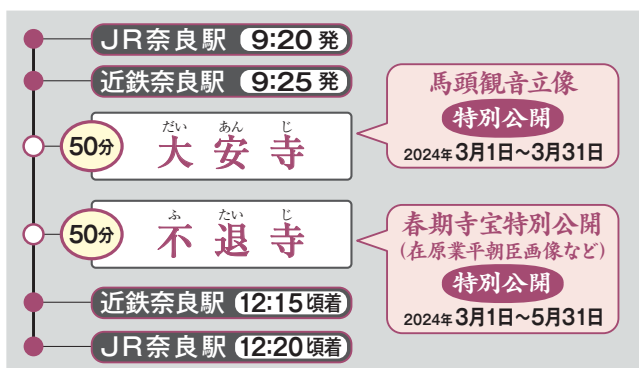 JR奈良駅 9:20発
近鉄奈良駅 9:25発
だい あん じ
50分 大安寺
馬頭観音立像
特別公開
2024年3月1日~3月31日
ふ たい じ
50分 不退寺
春期寺宝特別公開
(在原業平朝臣画像など)
特別公開
2024年3月1日~5月31日
近鉄奈良駅 12:15頃着
JR奈良駅 12:20頃着